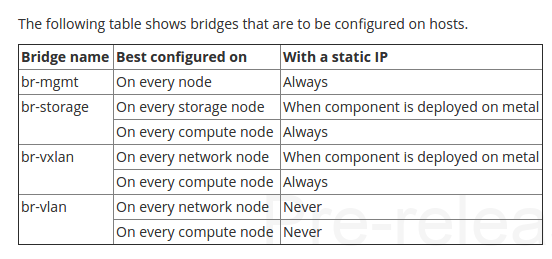 The following table shows bridges that are to be configured on hosts.
Bridge name Best configured on With a static IP
br-mgmt On every node Always
br-storage On every storage node When component is deployed on metal
On every compute node Always
br-vxlan On every network node When component is deployed on metal
On every compute node Always
br-vlan On every network node Never
On every compute node Never
Pre-relea